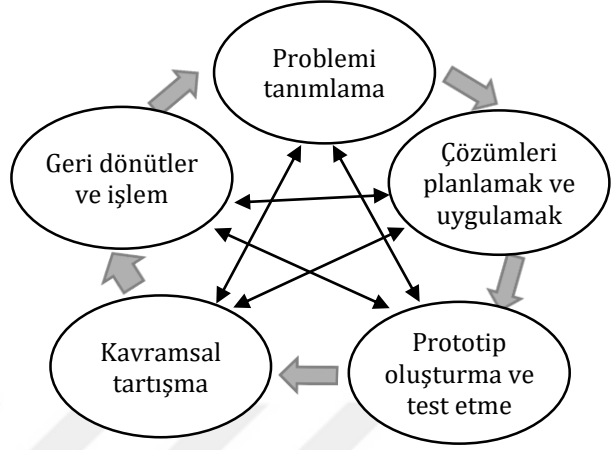 Problemi
tanımlama
Çözümleri
planlamak ve
uygulamak
Prototip
oluşturma ve
test etme
Kavramsal
tartışma
Geri dönütler
ve işlem